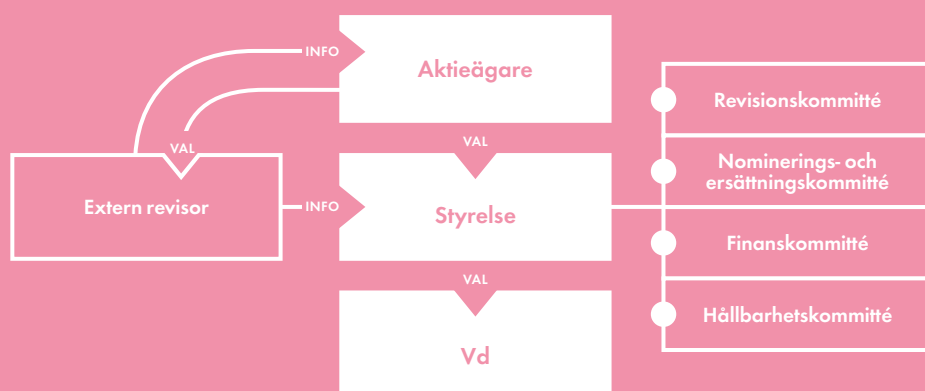 INFO
Aktieägare
VAL
Extern revisor
INFO
VAL
Styrelse
VAL
Vd
Revisionskommitté
Nominerings- och
ersättningskommitté
Finanskommitté
Hållbarhetskommitté